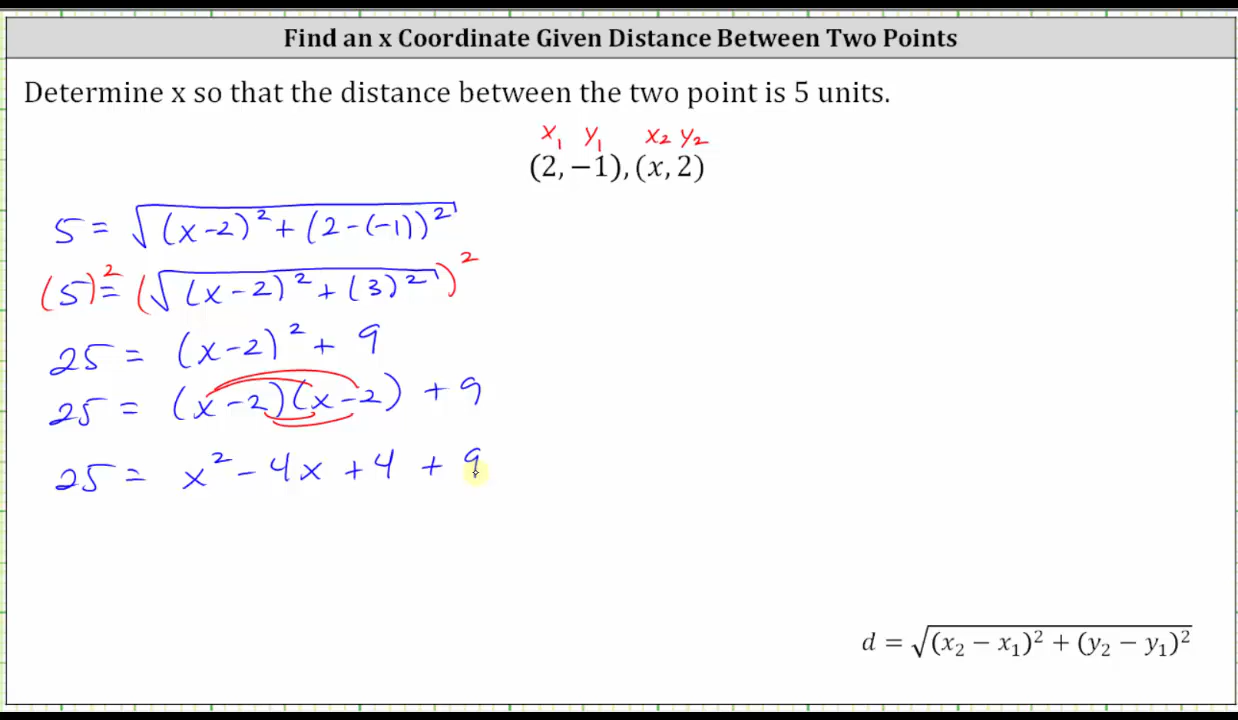 Find an x Coordinate Given Distance Between Two Points
Determine x so that the distance between the two point is 5 units.
x₁ y₁ x₂ y₂
(2, −1), (x, 2)
5 = √((x-2)² + (2-(-1))²)
(5)² = (√((x-2)² + (3)²))²
25 = (x-2)² + 9
25 = (x-2)(x-2) + 9
25 = x² - 4x + 4 + 9
d = √((x₂ − x₁)² + (y₂ − y₁)²)